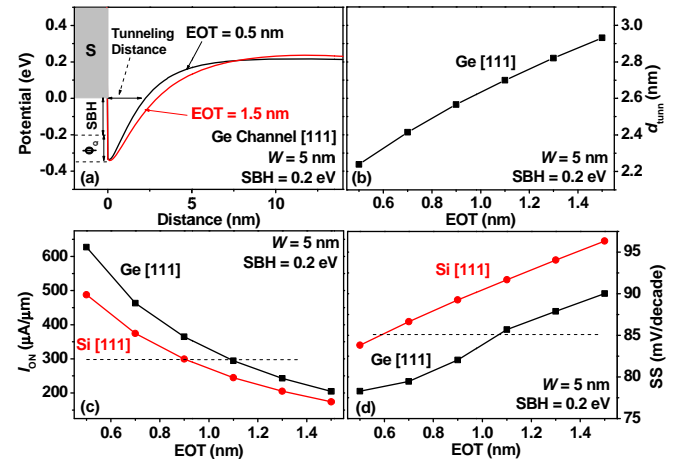 S
Tunneling
Distance
EOT = 0.5 nm
EOT = 1.5 nm
Ge Channel [111]
W = 5 nm
SBH = 0.2 eV
SBH
ϕQ
(a)
0.4
0.2
0.0
-0.2
-0.4
Potential (eV)
0
5
10
Distance (nm)
Ge [111]
W = 5 nm
SBH = 0.2 eV
(b)
3.0
2.8
2.6
2.4
2.2
dtunn (nm)
0.6
0.8
1.0
1.2
1.4
EOT (nm)
W = 5 nm
SBH = 0.2 eV
Ge [111]
Si [111]
(c)
600
500
400
300
200
ION (µA/µm)
0.6
0.8
1.0
1.2
1.4
EOT (nm)
Si [111]
Ge [111]
W = 5 nm
SBH = 0.2 eV
(d)
95
90
85
80
75
SS (mV/decade)
0.6
0.8
1.0
1.2
1.4
EOT (nm)